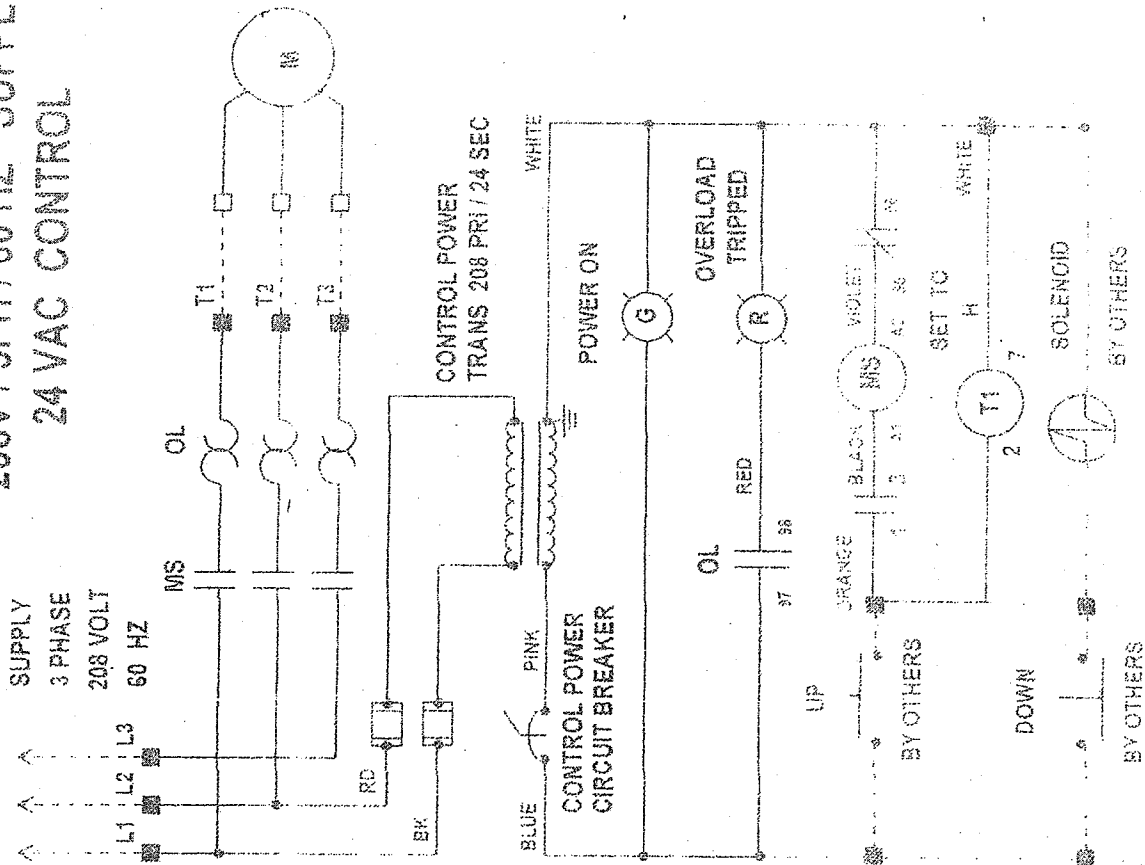 24 VAC CONTROL
SUPPLY
3 PHASE
208 VOLT
60 HZ
L1
L2
L3
MS
OL
T1
T2
T3
M
RD
BK
CONTROL POWER
TRANS 208 PRI / 24 SEC
BLUE
PINK
WHITE
CONTROL POWER
CIRCUIT BREAKER
POWER ON
G
OL
97
98
RED
R
OVERLOAD
TRIPPED
UP
BY OTHERS
ORANGE
1
3
BLACK
MS
VIOLET
SET TO
H
2
T1
7
WHITE
DOWN
BY OTHERS
SOLENOID
BY OTHERS